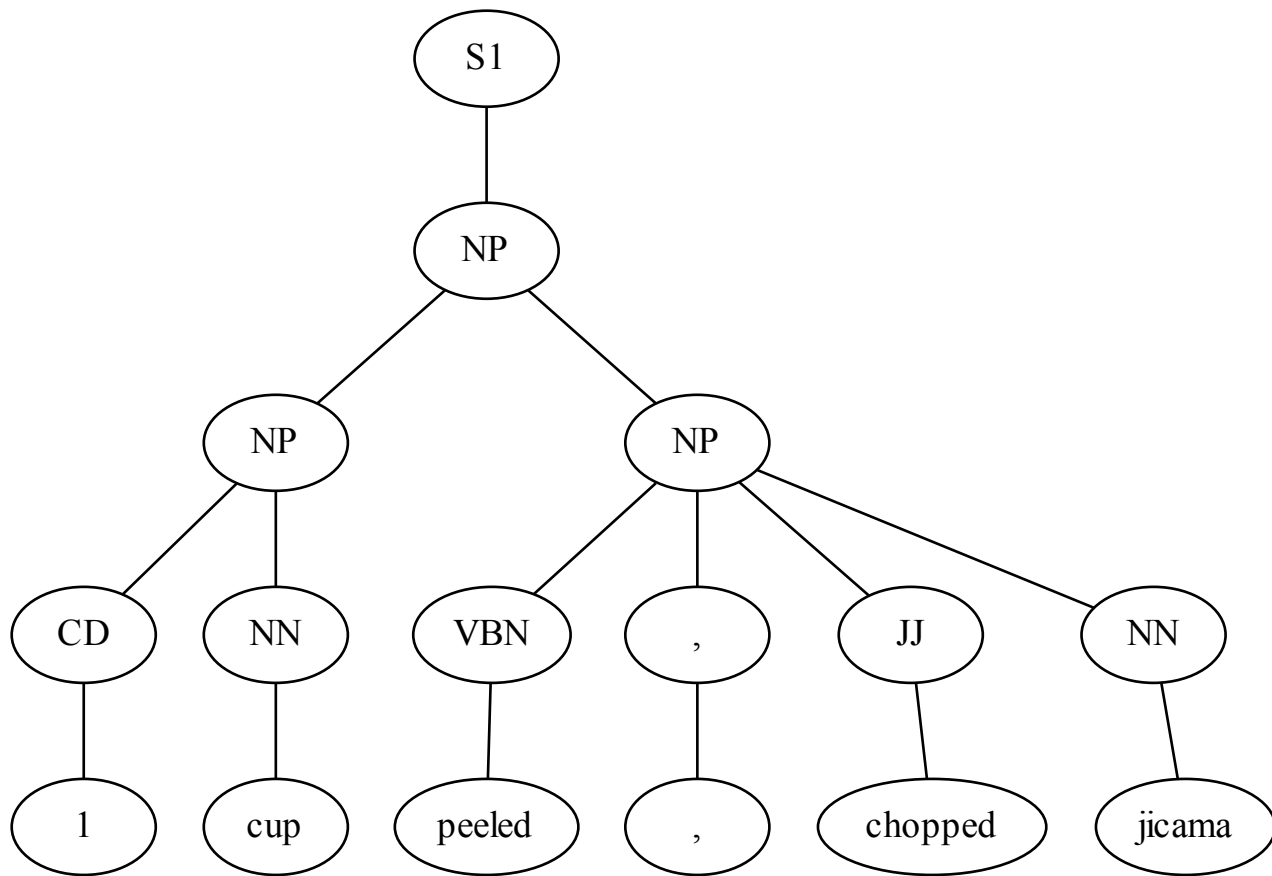 S1
NP
NP NP
CD NN VBN , JJ NN
1 cup peeled , chopped jicama